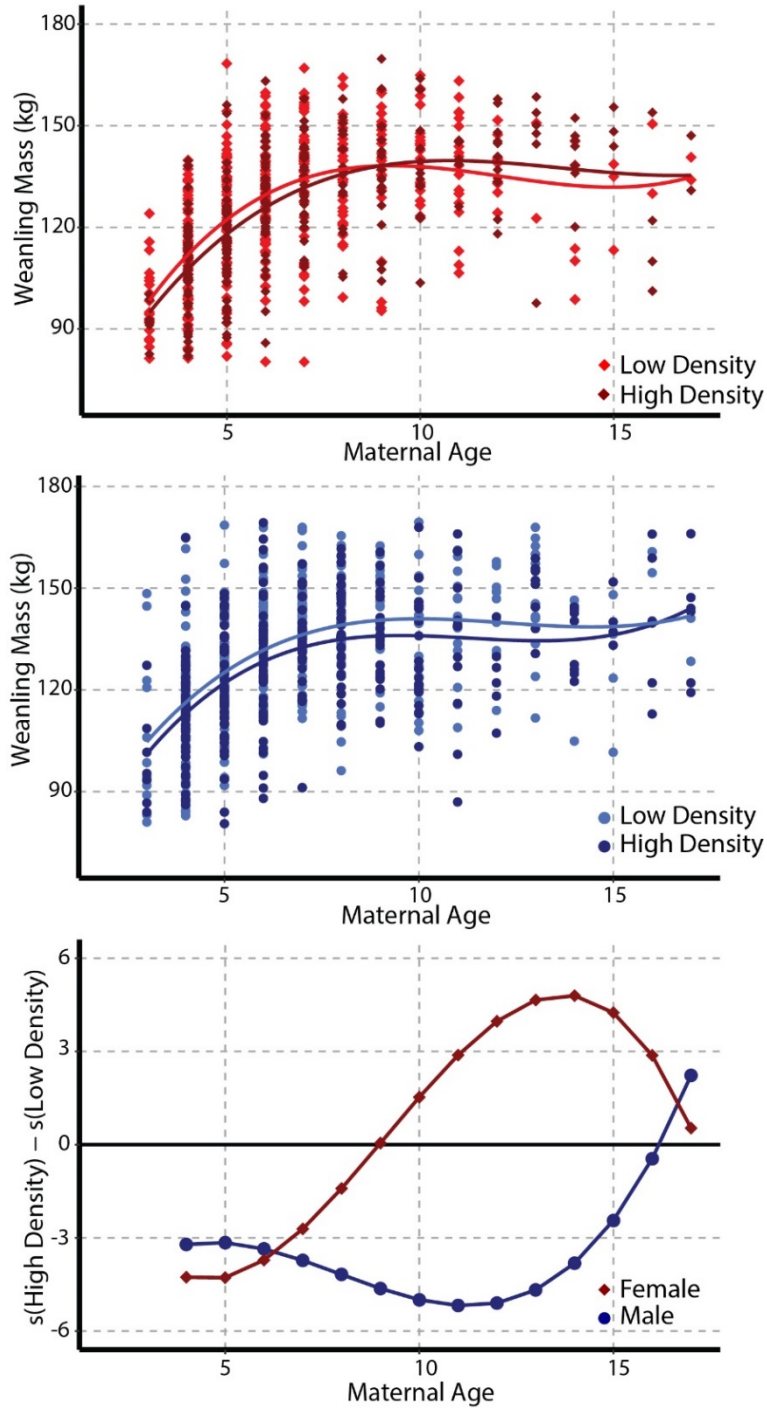 180
150
120
90
Weanling Mass (kg)
Low Density
High Density
5
10
15
Maternal Age
180
150
120
90
Weanling Mass (kg)
Low Density
High Density
5
10
15
Maternal Age
6
3
0
-3
-6
s(High Density) – s(Low Density)
Female
Male
5
10
15
Maternal Age